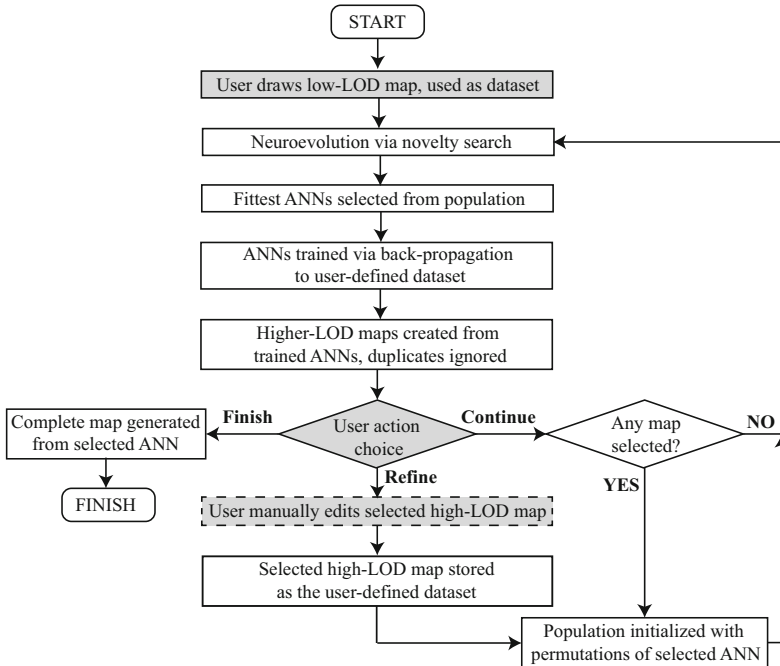 START
User draws low-LOD map, used as dataset
Neuroevolution via novelty search
Fittest ANNs selected from population
ANNs trained via back-propagation
to user-defined dataset
Higher-LOD maps created from
trained ANNs, duplicates ignored
Complete map generated
from selected ANN
Finish
User action
choice
Continue
Any map
selected?
NO
FINISH
Refine
YES
User manually edits selected high-LOD map
Selected high-LOD map stored
as the user-defined dataset
Population initialized with
permutations of selected ANN